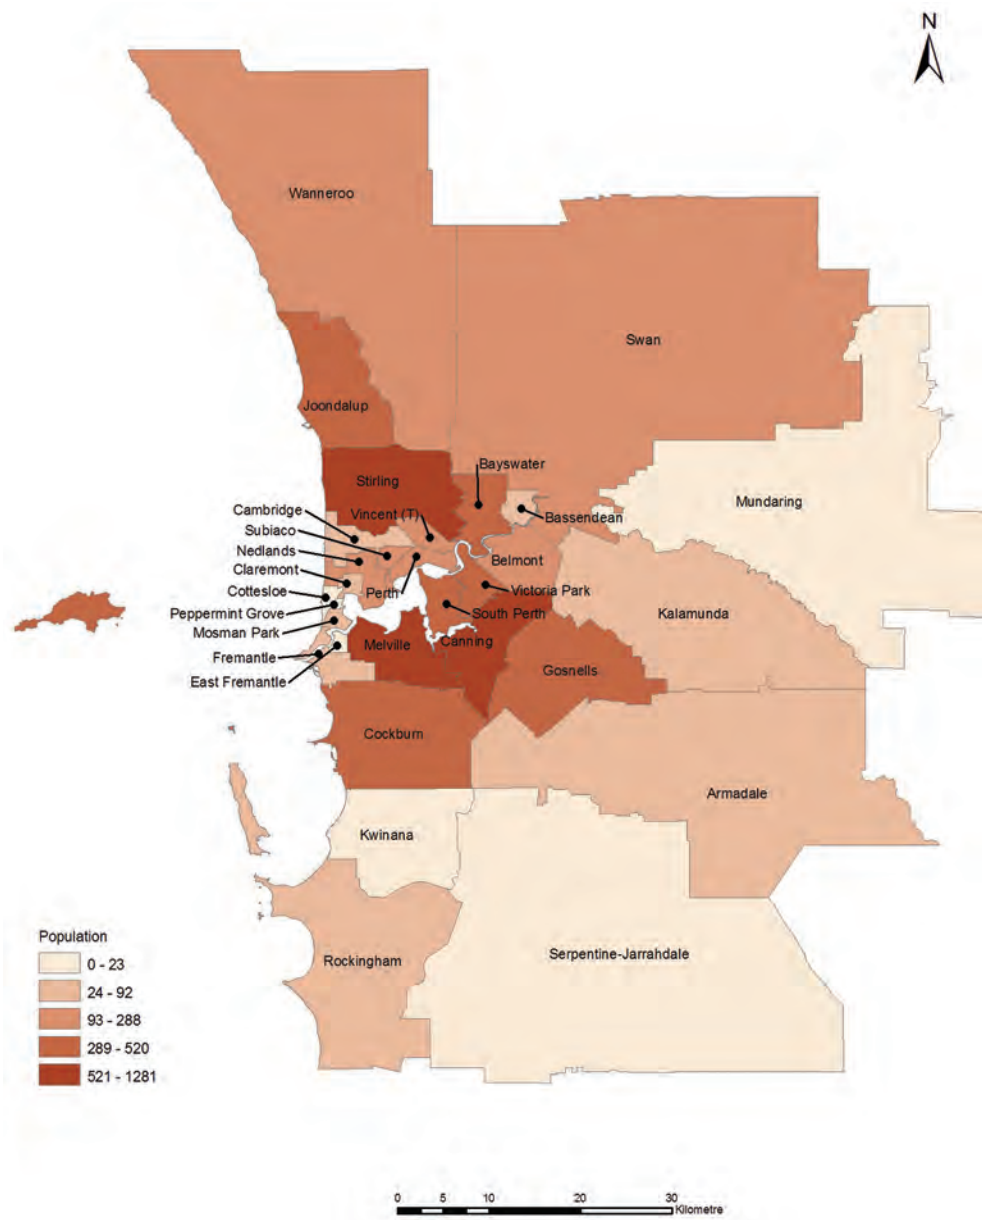 N
Wanneroo
Swan
Joondalup
Bayswater
Stirling
Mundaring
Cambridge
Vincent (T)
Bassendean
Subiaco
Nedlands
Belmont
Claremont
Perth
Victoria Park
Cottesloe
Peppermint Grove
South Perth
Kalamunda
Mosman Park
Melville
Canning
Fremantle
Gosnells
East Fremantle
Cockburn
Armadale
Kwinana
Rockingham
Serpentine-Jarrahdale
Population
0 - 23
24 - 92
93 - 288
289 - 520
521 - 1281
0 5 10 20 30
Kilometre